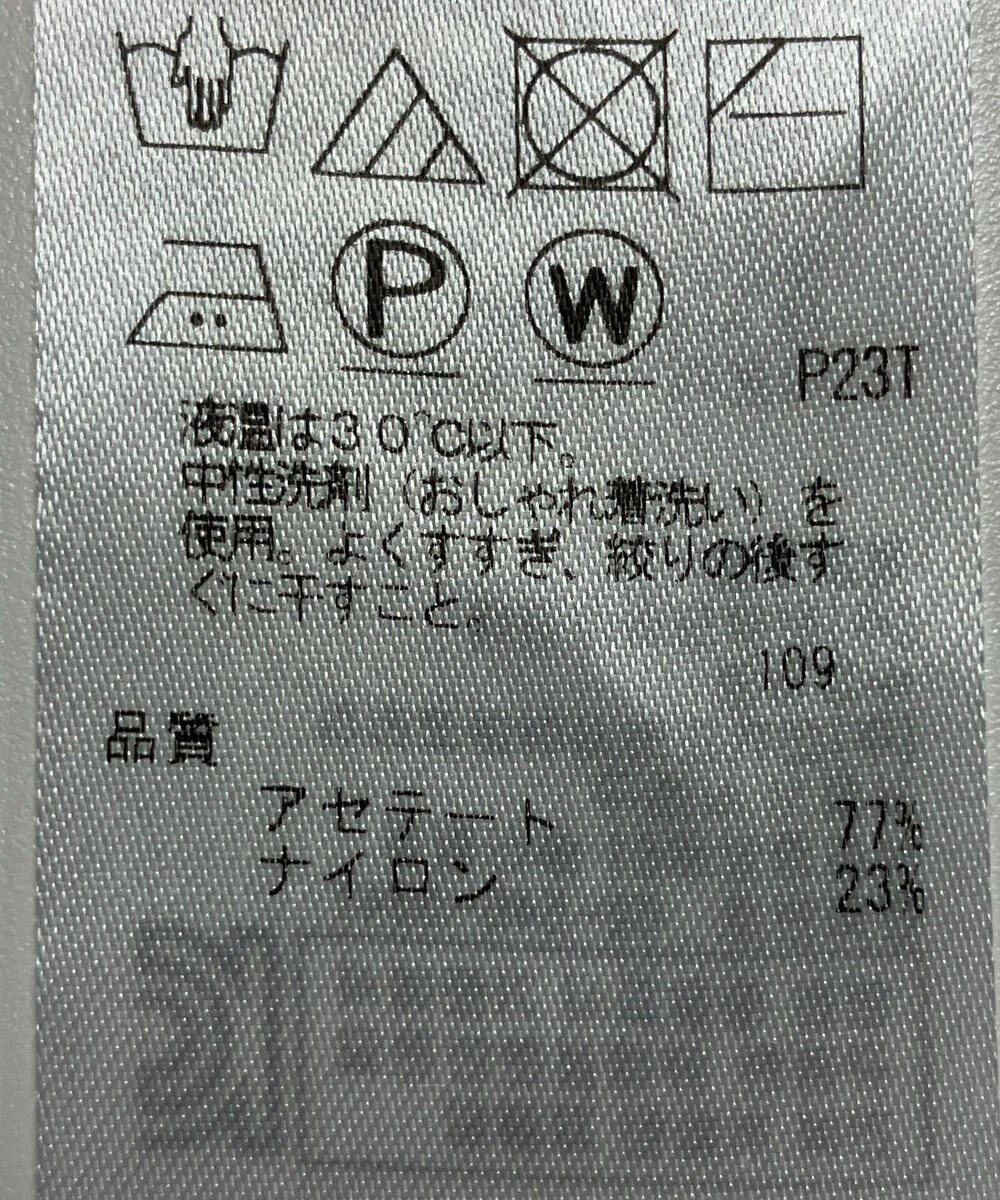 P
W
P23T
液温は30℃以下。
中性洗剤（おしゃれ着洗い）を
使用。よくすすぎ、絞りの後す
ぐに干すこと。
109
品質
アセテート 77%
ナイロン 23%